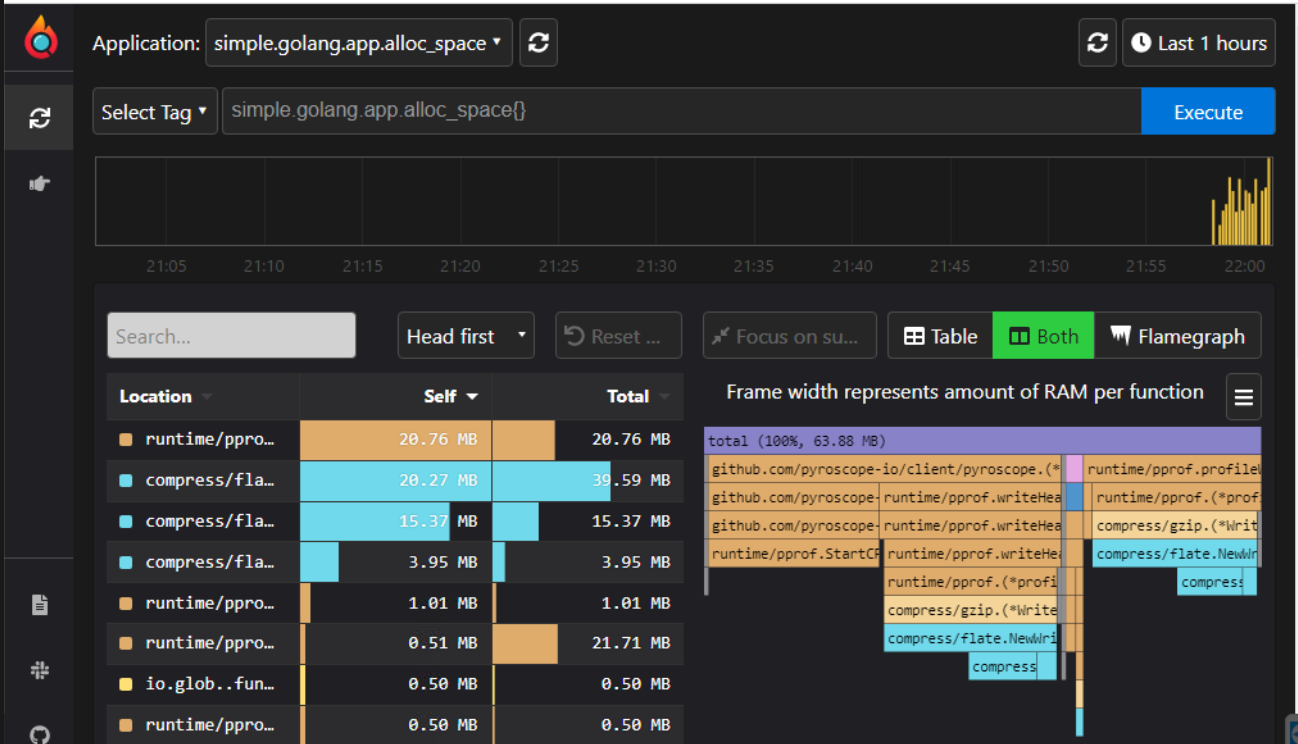 Application: simple.golang.app.alloc_space Last 1 hours
Select Tag simple.golang.app.alloc_space{} Execute
21:05 21:10 21:15 21:20 21:25 21:30 21:35 21:40 21:45 21:50 21:55 22:00
Search... Head first Reset ... Focus on su... Table Both Flamegraph
Location Self Total
runtime/ppro... 20.76 MB 20.76 MB
compress/fla... 20.27 MB 39.59 MB
compress/fla... 15.37 MB 15.37 MB
compress/fla... 3.95 MB 3.95 MB
runtime/ppro... 1.01 MB 1.01 MB
runtime/ppro... 0.51 MB 21.71 MB
io.glob..fun... 0.50 MB 0.50 MB
runtime/ppro... 0.50 MB 0.50 MB
Frame width represents amount of RAM per function
total (100%, 63.88 MB)
github.com/pyroscope-io/client/pyroscope.(* runtime/pprof.profileW
github.com/pyroscope- runtime/pprof.writeHea runtime/pprof.(*prof
github.com/pyroscope- runtime/pprof.writeHea compress/gzip.(*Writ
runtime/pprof.StartCP runtime/pprof.writeHea compress/flate.NewWr
runtime/pprof.(*profi compress
compress/gzip.(*Write
compress/flate.NewWri
compress